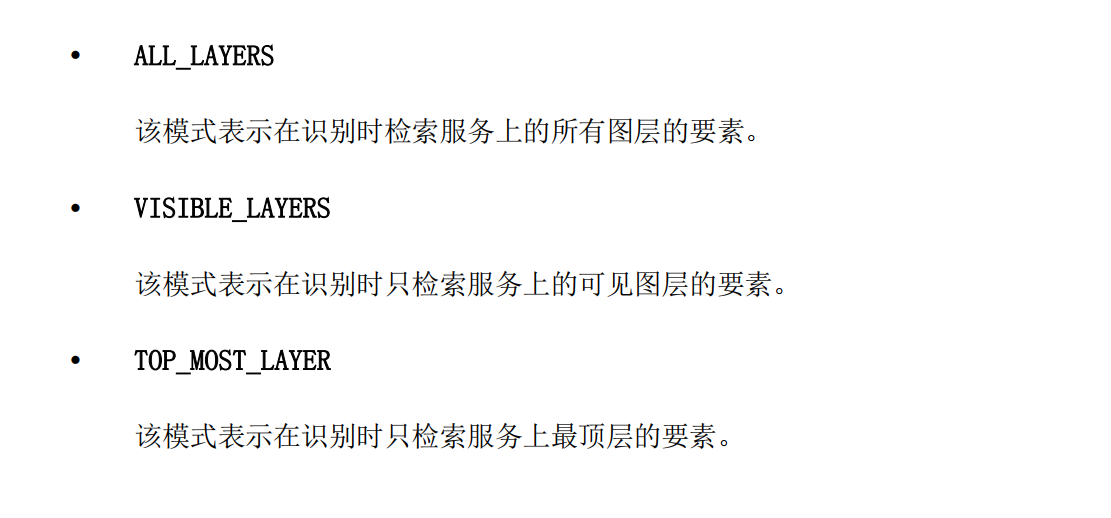 • ALL_LAYERS
该模式表示在识别时检索服务上的所有图层的要素。
• VISIBLE_LAYERS
该模式表示在识别时只检索服务上的可见图层的要素。
• TOP_MOST_LAYER
该模式表示在识别时只检索服务上最顶层的要素。